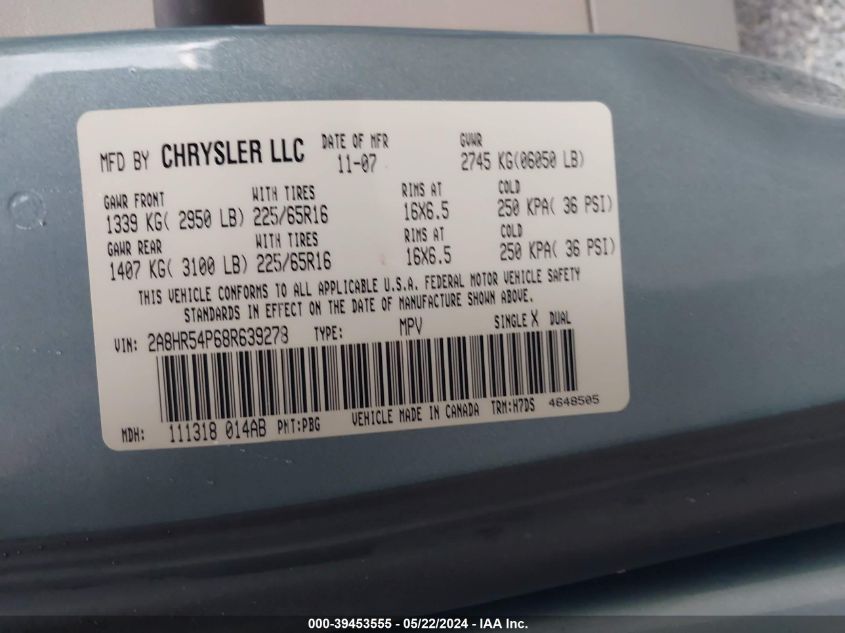 MFD BY CHRYSLER LLC DATE OF MFR 11-07 GVWR 2745 KG(06050 LB)
GAWR FRONT WITH TIRES RIMS AT COLD
1339 KG( 2950 LB) 225/65R16 16X6.5 250 KPA( 36 PSI)
GAWR REAR WITH TIRES RIMS AT COLD
1407 KG( 3100 LB) 225/65R16 16X6.5 250 KPA( 36 PSI)
THIS VEHICLE CONFORMS TO ALL APPLICABLE U.S.A. FEDERAL MOTOR VEHICLE SAFETY
STANDARDS IN EFFECT ON THE DATE OF MANUFACTURE SHOWN ABOVE.
VIN: 2A8HR54P68R639278 TYPE: MPV SINGLE X DUAL
MDH: 111318 014AB PNT:PBG VEHICLE MADE IN CANADA TRM:H7DS 4648505
000-39453555 - 05/22/2024 - IAA Inc.